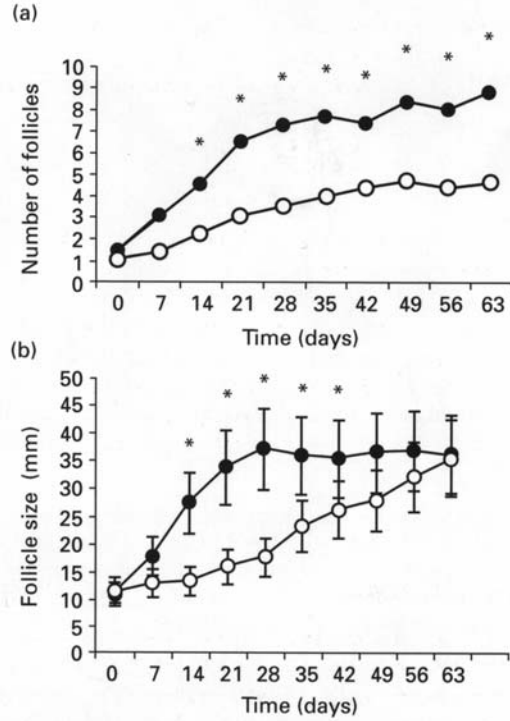 (a)
* * * * * * * *
Number of follicles
10
9
8
7
6
5
4
3
2
1
0
0 7 14 21 28 35 42 49 56 63
Time (days)
(b)
* * * * *
Follicle size (mm)
50
45
40
35
30
25
20
15
10
5
0
0 7 14 21 28 35 42 49 56 63
Time (days)